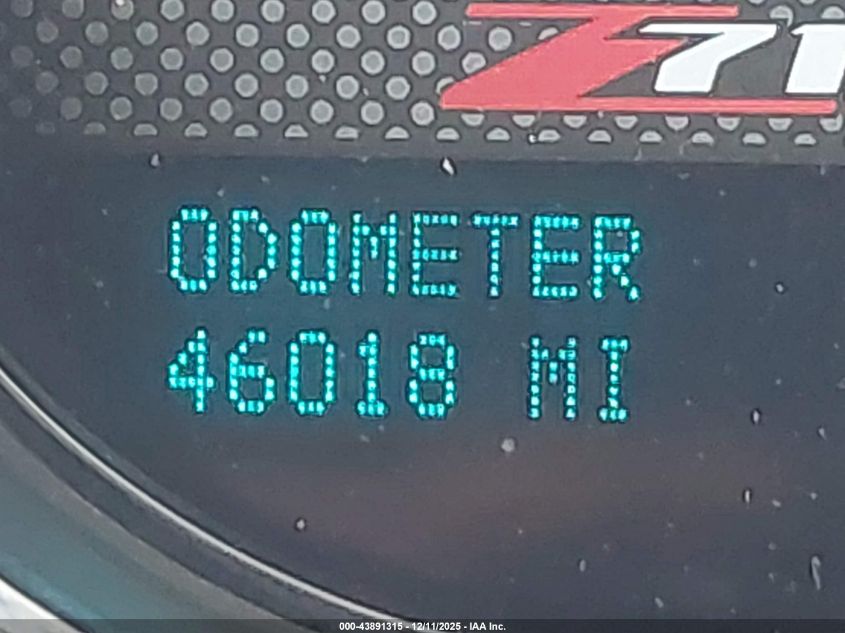 Z71
ODOMETER
46018 MI
000-43891315 - 12/11/2025 - IAA Inc.